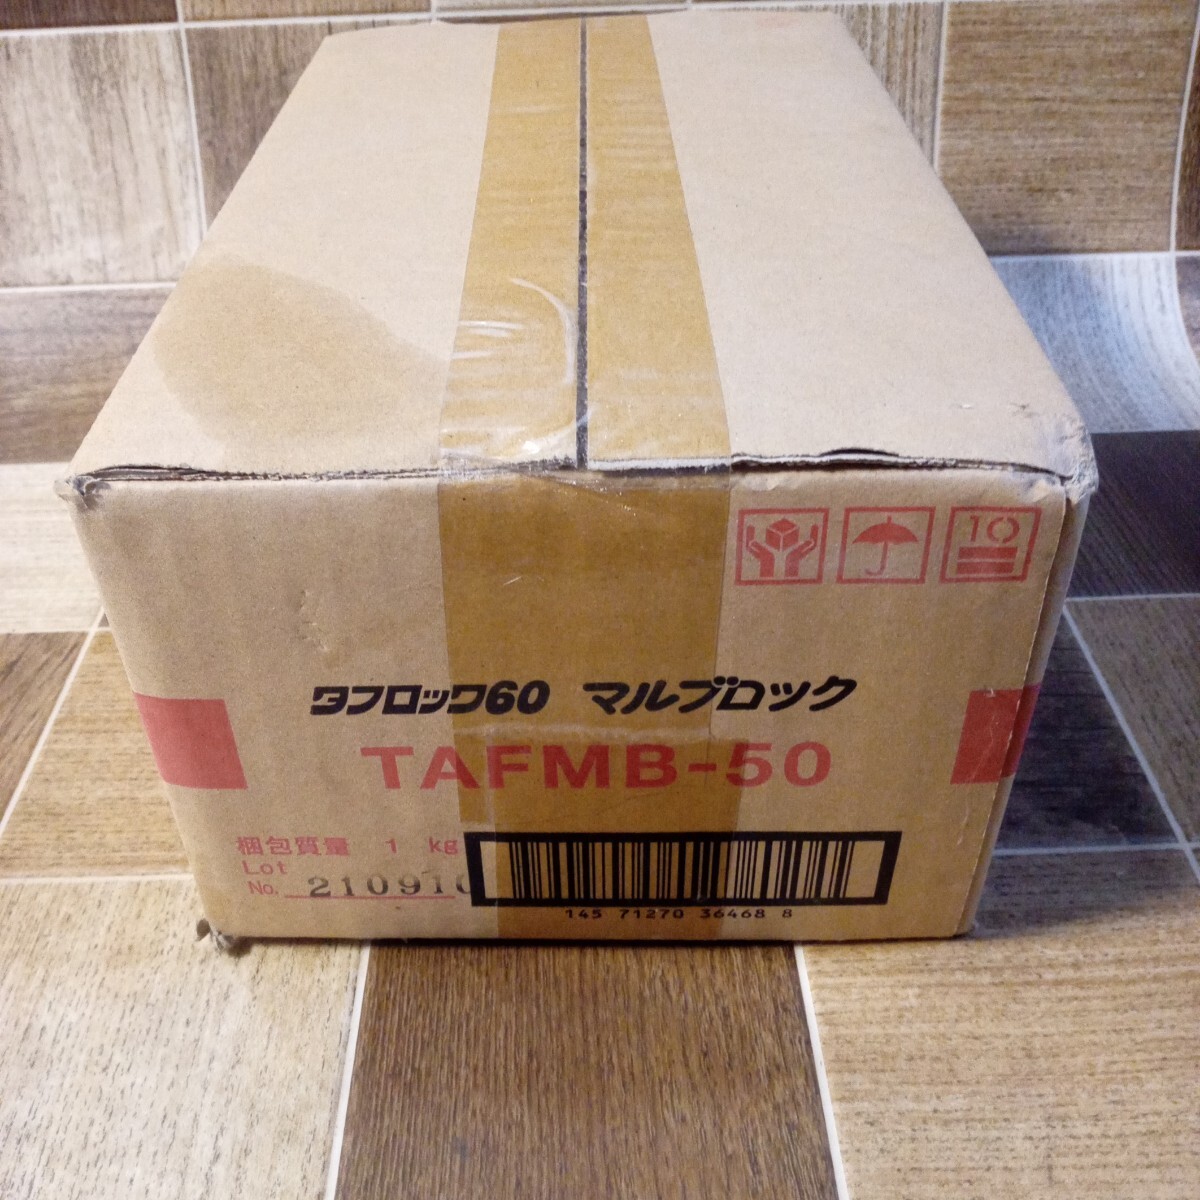 10
タフロック60 マルブロック
TAFMB-50
梱包質量 1 kg
Lot
No. 210910
145 71270 36468 8